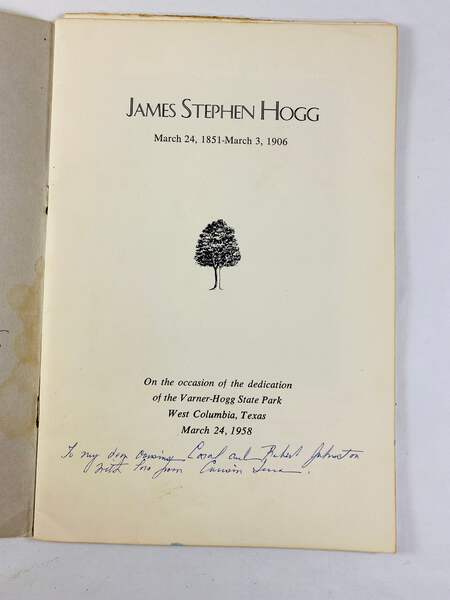 JAMES STEPHEN HOGG
March 24, 1851-March 3, 1906
On the occasion of the dedication
of the Varner-Hogg State Park
West Columbia, Texas
March 24, 1958
To my dear cousins Coral and Robert Johnston
with love from Cousin